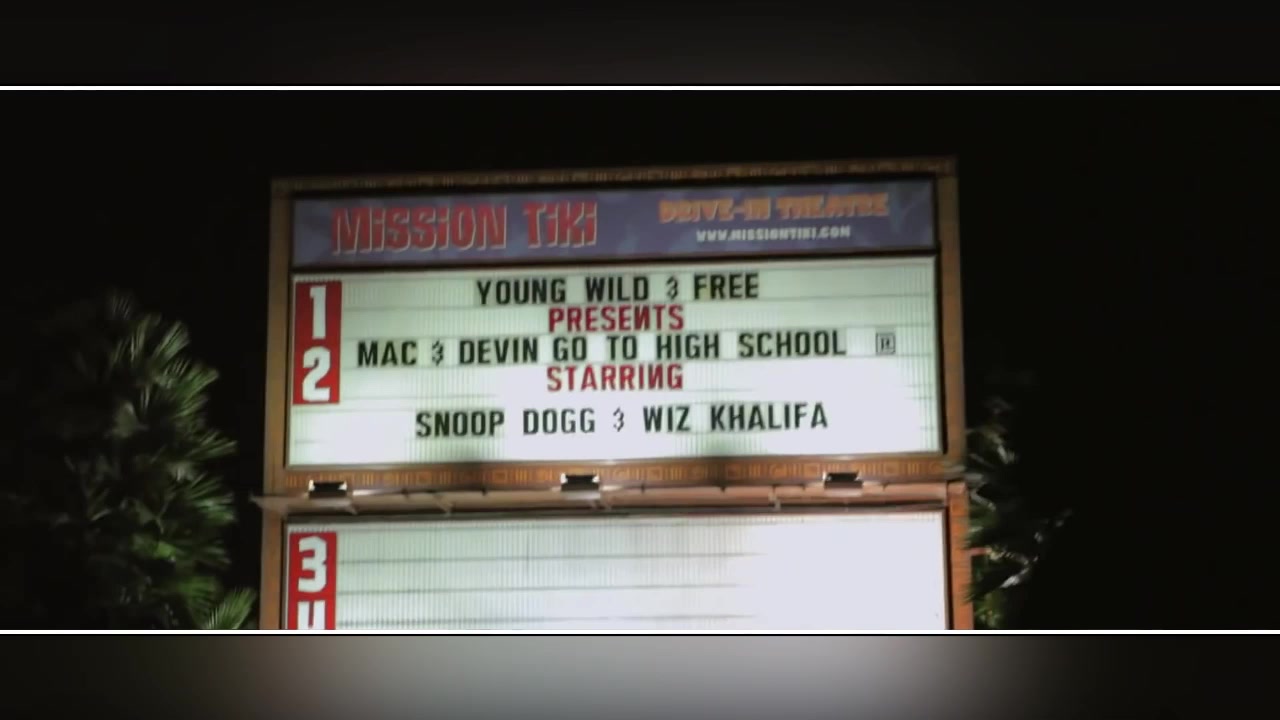 MISSION TIKI
DRIVE-IN THEATRE
WWW.MISSIONTIKI.COM
1
2
YOUNG WILD & FREE
PRESENTS
MAC & DEVIN GO TO HIGH SCHOOL R
STARRING
SNOOP DOGG & WIZ KHALIFA
3
4